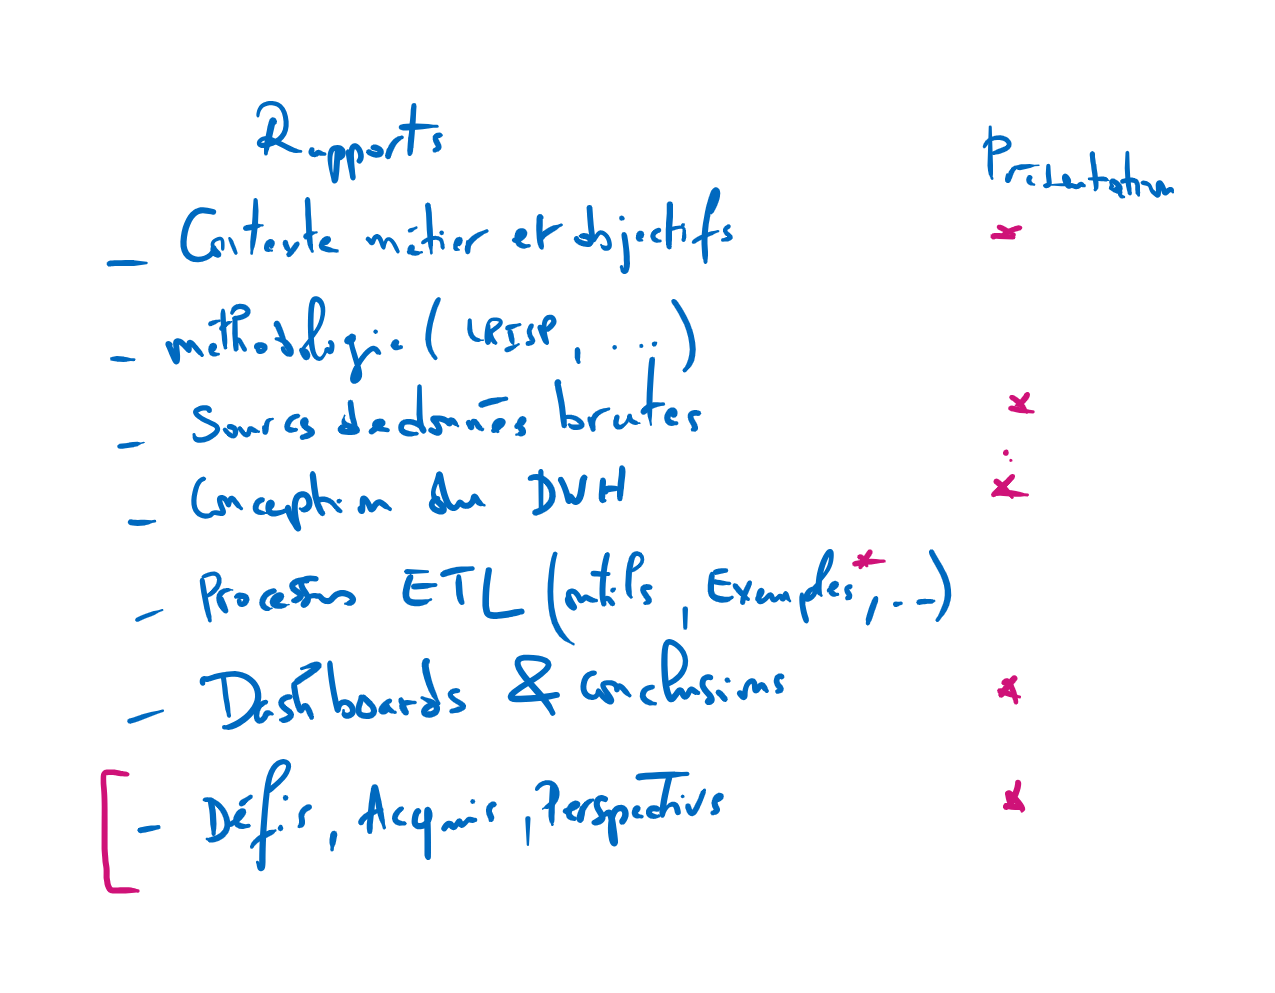 Rapports
Présentation
- Contexte métier et objectifs *
- méthodologie (CRISP, ...)
- Sources de données brutes *
- Conception du DWH *
- Processus ETL (outils, Exemples*, ...)
- Dashboards & conclusions *
- Défis, Acquis, Perspectives *